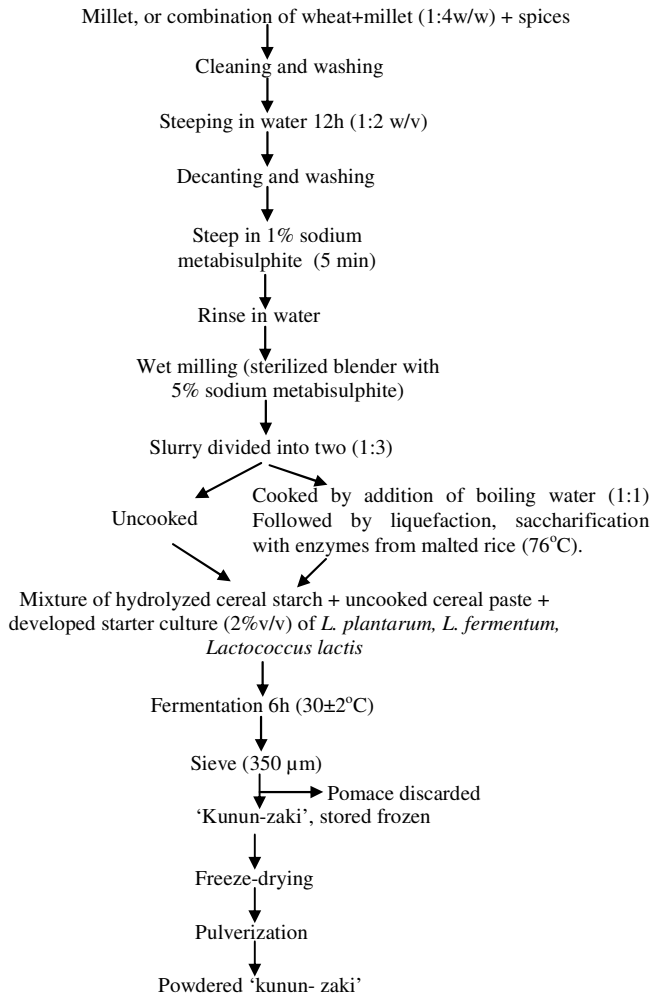 Millet, or combination of wheat+millet (1:4w/w) + spices
Cleaning and washing
Steeping in water 12h (1:2 w/v)
Decanting and washing
Steep in 1% sodium
metabisulphite (5 min)
Rinse in water
Wet milling (sterilized blender with
5% sodium metabisulphite)
Slurry divided into two (1:3)
Uncooked
Cooked by addition of boiling water (1:1)
Followed by liquefaction, saccharification
with enzymes from malted rice (76°C).
Mixture of hydrolyzed cereal starch + uncooked cereal paste +
developed starter culture (2%v/v) of L. plantarum, L. fermentum,
Lactococcus lactis
Fermentation 6h (30±2°C)
Sieve (350 µm)
Pomace discarded
‘Kunun-zaki’, stored frozen
Freeze-drying
Pulverization
Powdered ‘kunun- zaki’